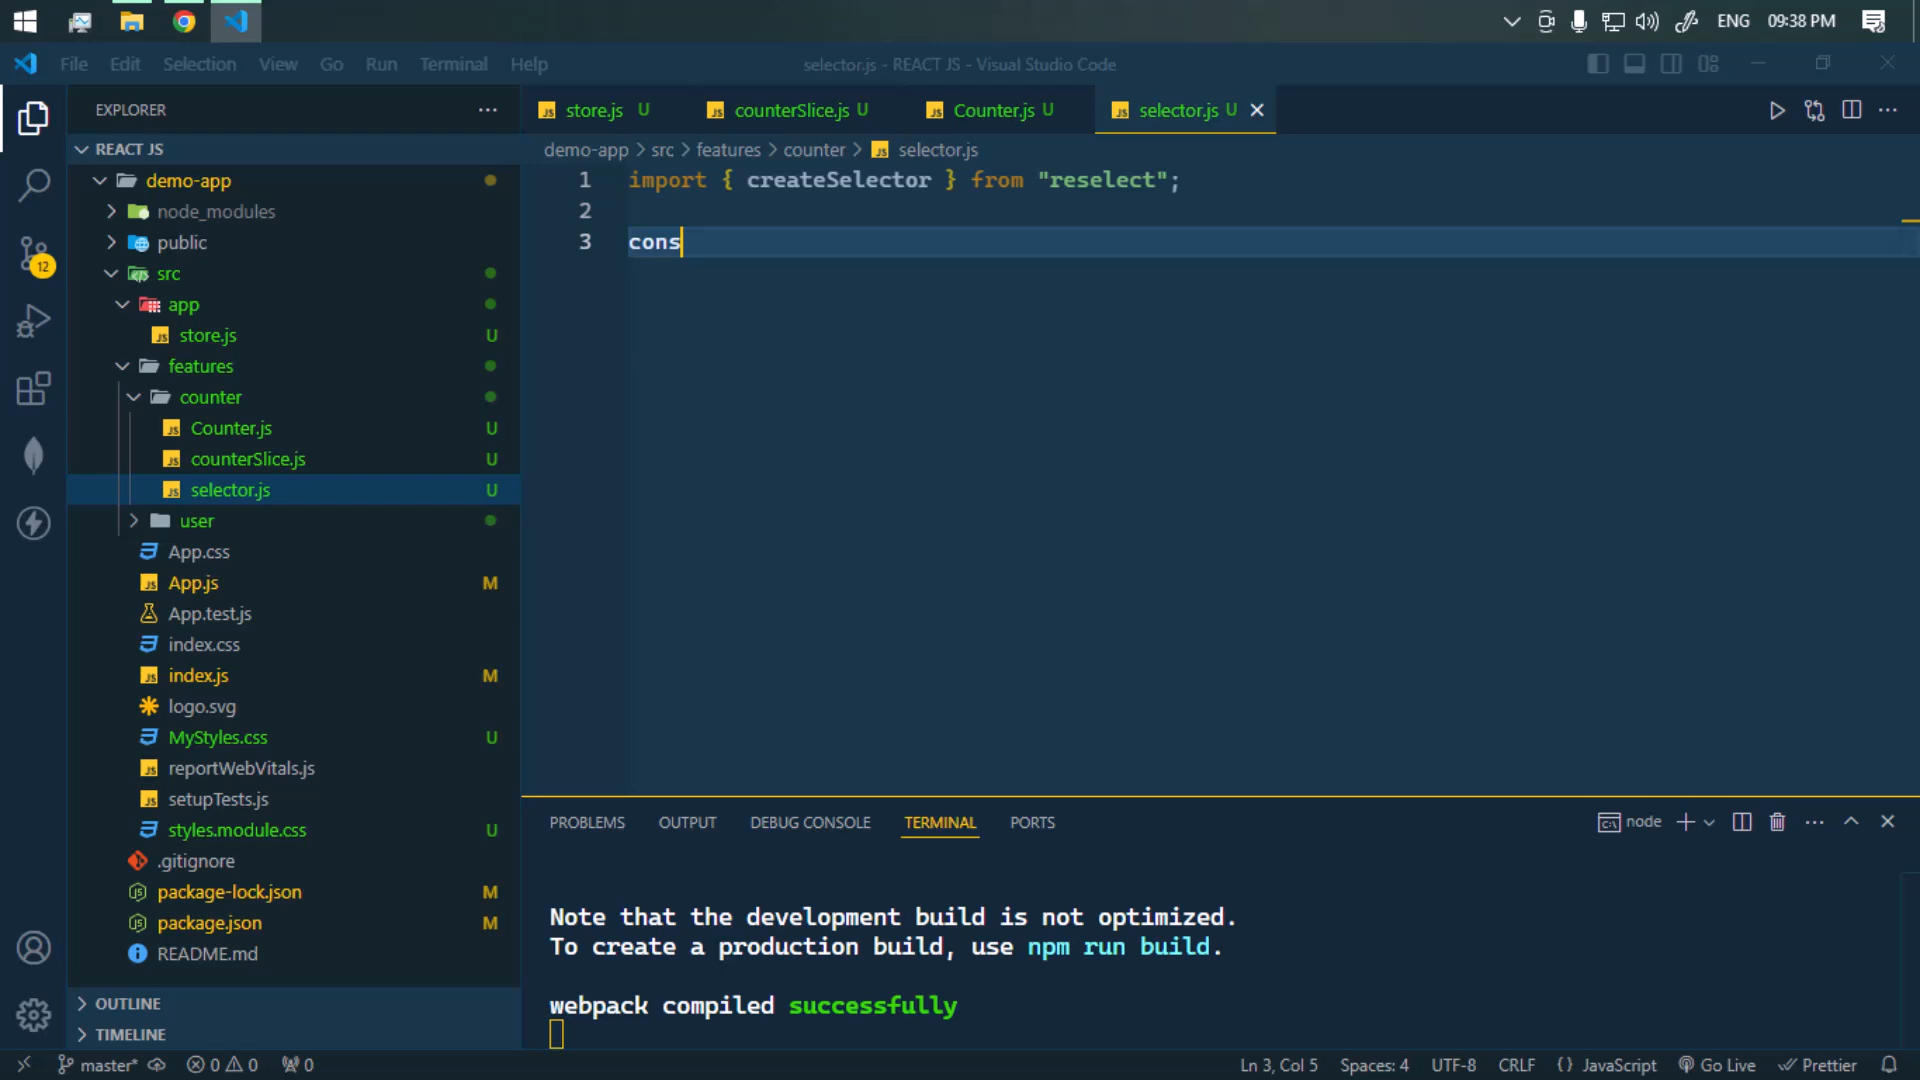 ENG 09:38 PM
File Edit Selection View Go Run Terminal Help
selector.js - REACT JS - Visual Studio Code
EXPLORER
REACT JS
demo-app
node_modules
public
src
app
store.js U
features
counter
Counter.js U
counterSlice.js U
selector.js U
user
App.css
App.js M
App.test.js
index.css
index.js M
logo.svg
MyStyles.css U
reportWebVitals.js
setupTests.js
styles.module.css U
.gitignore
package-lock.json M
package.json M
README.md
OUTLINE
TIMELINE
12
store.js U counterSlice.js U Counter.js U selector.js U
demo-app > src > features > counter > selector.js
1 import { createSelector } from "reselect";
2
3 cons
PROBLEMS OUTPUT DEBUG CONSOLE TERMINAL PORTS
node
Note that the development build is not optimized.
To create a production build, use npm run build.
webpack compiled successfully
master* 0 0 0
Ln 3, Col 5 Spaces: 4 UTF-8 CRLF {} JavaScript Go Live Prettier